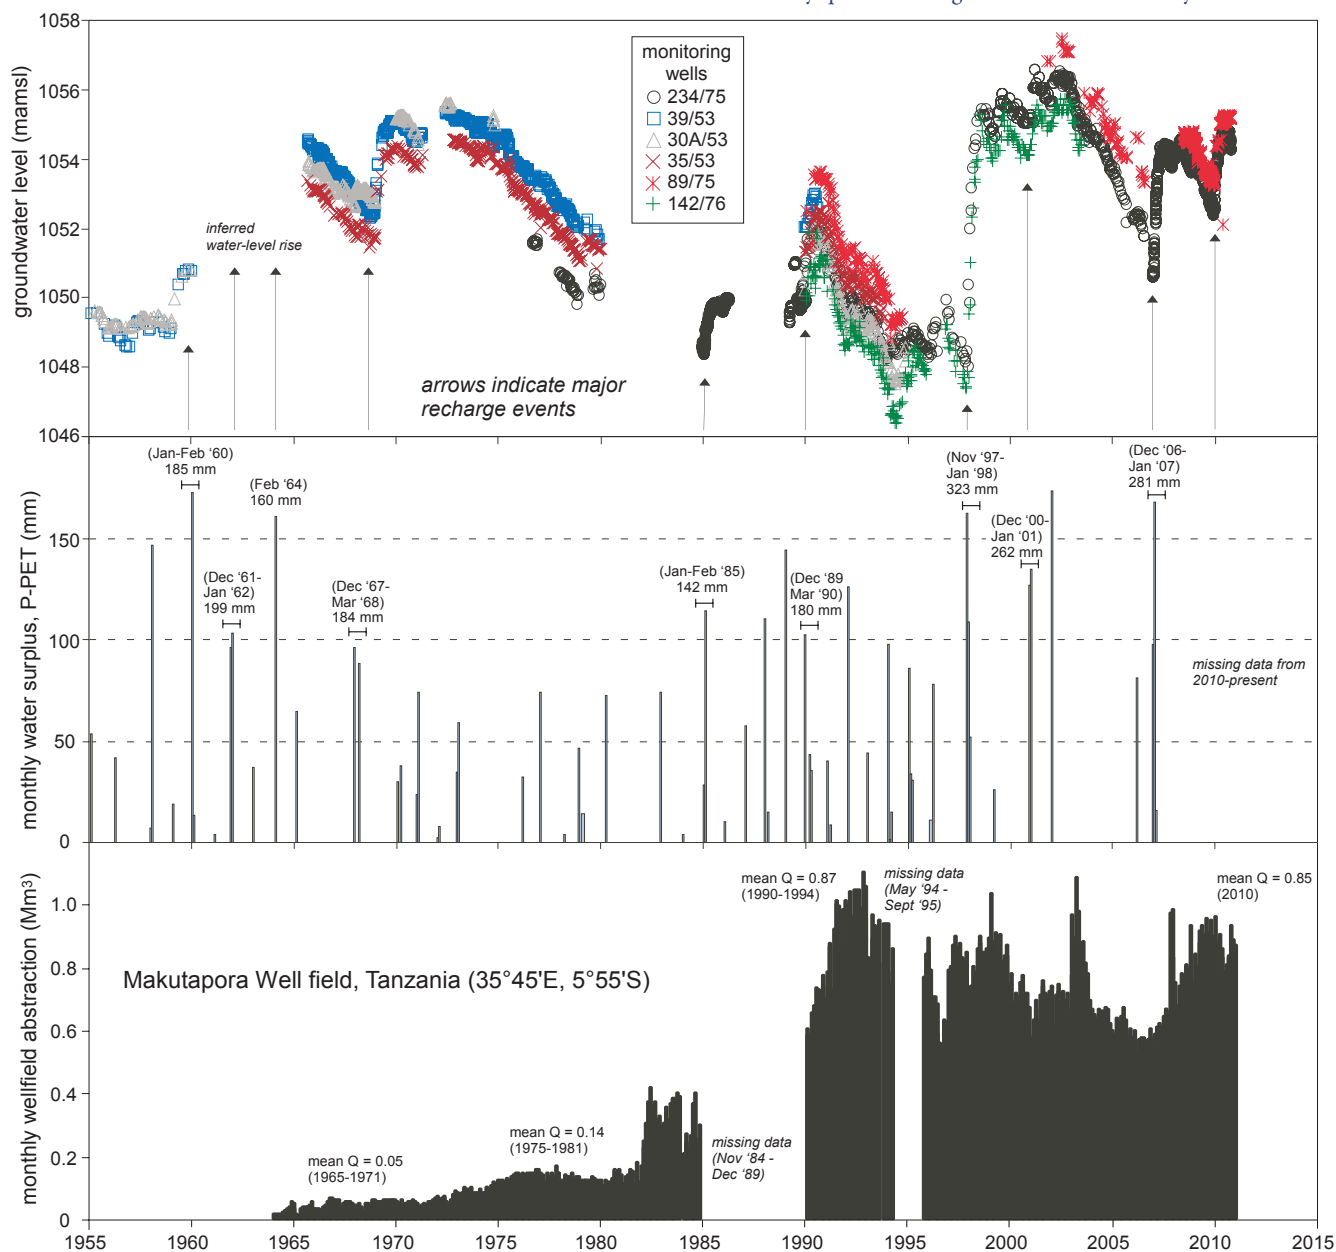 1058
1056
1054
1052
1050
1048
1046
groundwater level (mamsl)
monitoring
wells
234/75
39/53
30A/53
35/53
89/75
142/76
inferred
water-level rise
arrows indicate major
recharge events
150
100
50
0
monthly water surplus, P-PET (mm)
(Jan-Feb ‘60)
185 mm
(Dec ‘61-
Jan ‘62)
199 mm
(Feb ‘64)
160 mm
(Dec ‘67-
Mar ‘68)
184 mm
(Jan-Feb ‘85)
142 mm
(Dec ‘89
Mar ‘90)
180 mm
(Nov ‘97-
Jan ‘98)
323 mm
(Dec ‘00-
Jan ‘01)
262 mm
(Dec ‘06-
Jan ‘07)
281 mm
missing data from
2010-present
1.0
0.8
0.6
0.4
0.2
0
monthly wellfield abstraction (Mm³)
Makutapora Well field, Tanzania (35°45'E, 5°55'S)
mean Q = 0.05
(1965-1971)
mean Q = 0.14
(1975-1981)
missing data
(Nov ‘84 -
Dec ‘89)
mean Q = 0.87
(1990-1994)
missing data
(May ‘94 -
Sept ‘95)
mean Q = 0.85
(2010)
1955 1960 1965 1970 1975 1980 1985 1990 1995 2000 2005 2010 2015